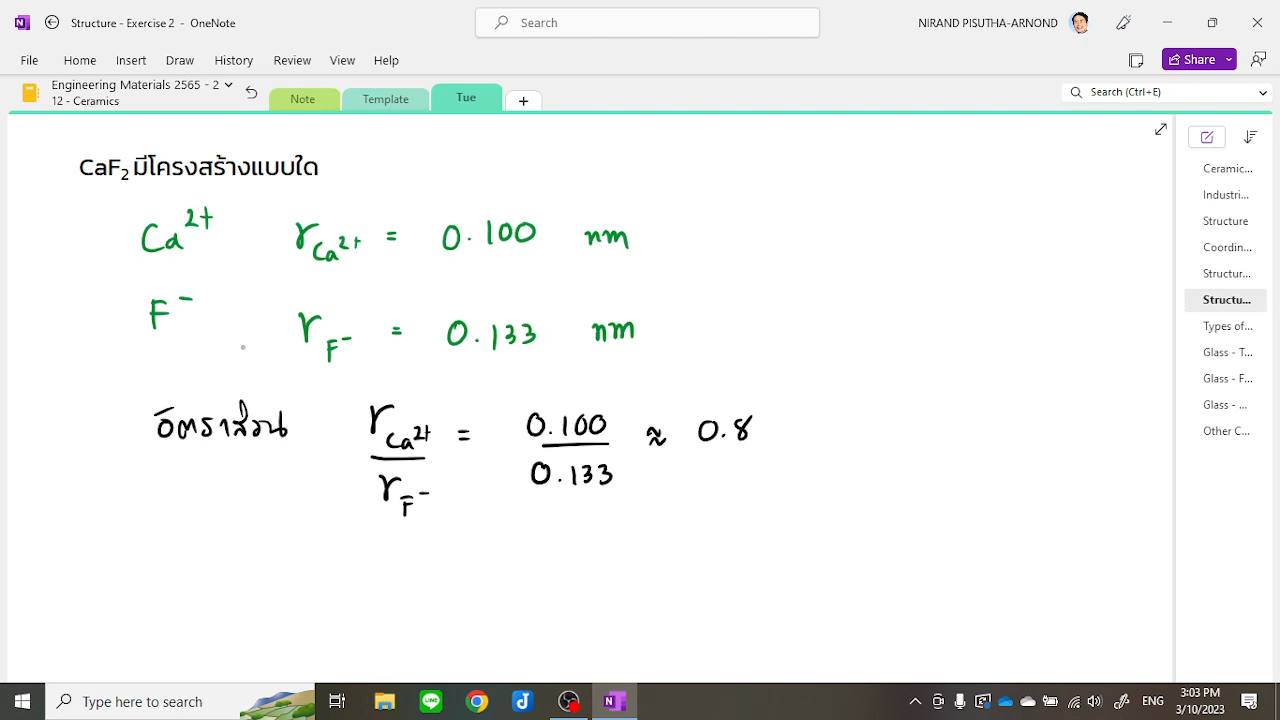 Structure - Exercise 2 - OneNote
Search
NIRAND PISUTHA-ARNOND
File Home Insert Draw History Review View Help
Share
Engineering Materials 2565 - 2
12 - Ceramics
Note
Template
Tue
+
Search (Ctrl+E)
CaF₂ มีโครงสร้างแบบใด
Ca²⁺ r Ca²⁺ = 0.100 nm
F⁻ r F⁻ = 0.133 nm
อัตราส่วน r Ca²⁺ / r F⁻ = 0.100 / 0.133 ≈ 0.8
Ceramic...
Industri...
Structure
Coordin...
Structur...
Structu...
Types of...
Glass - T...
Glass - F...
Glass - ...
Other C...
Type here to search
ENG
3:03 PM
3/10/2023